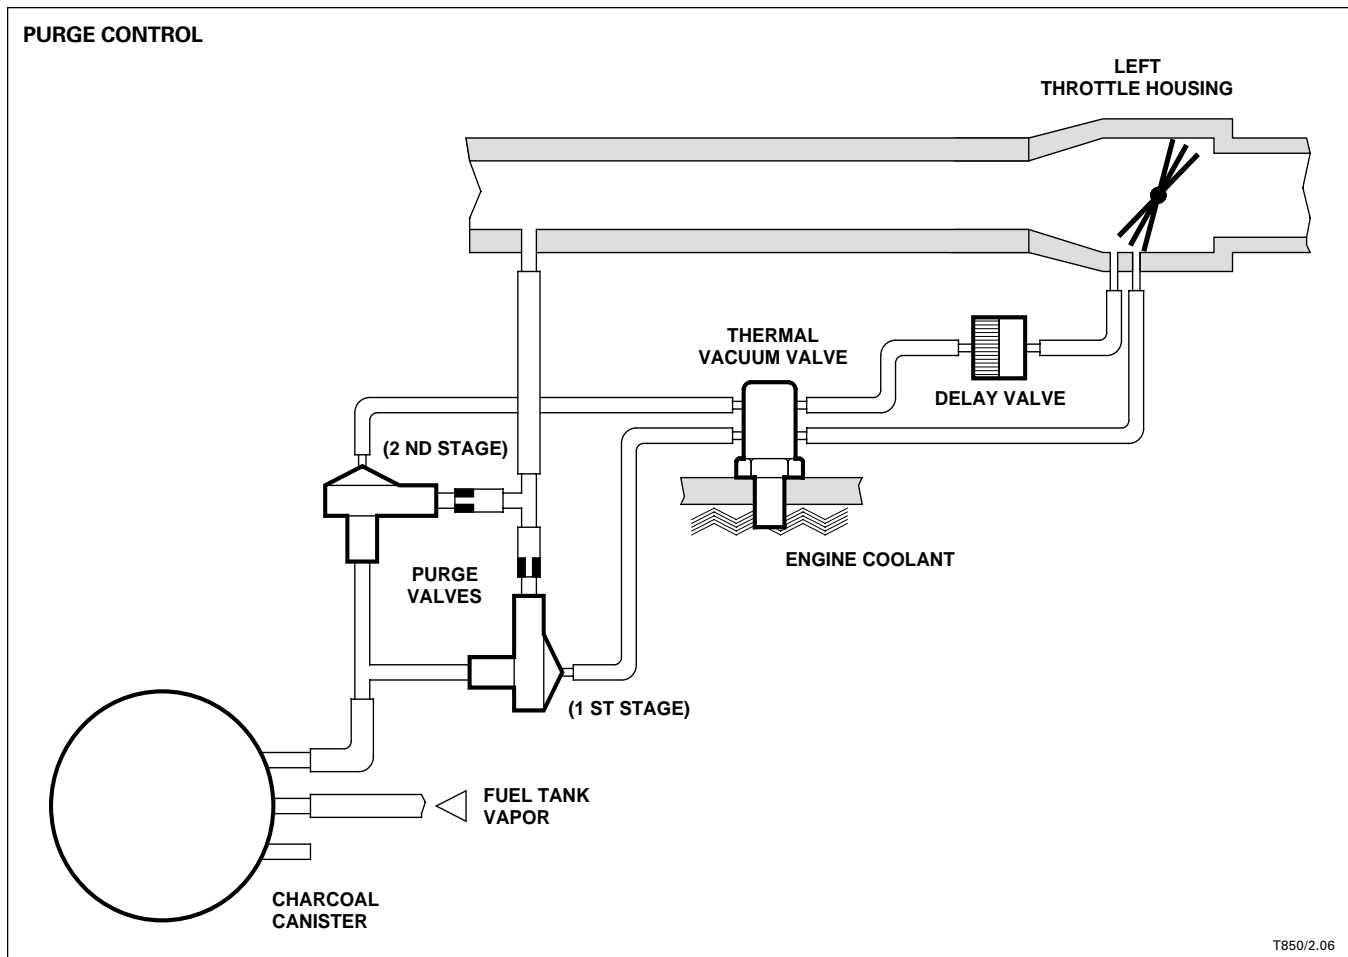 PURGE CONTROL
LEFT
THROTTLE HOUSING
THERMAL
VACUUM VALVE
DELAY VALVE
(2 ND STAGE)
ENGINE COOLANT
PURGE
VALVES
(1 ST STAGE)
FUEL TANK
VAPOR
CHARCOAL
CANISTER
T850/2.06